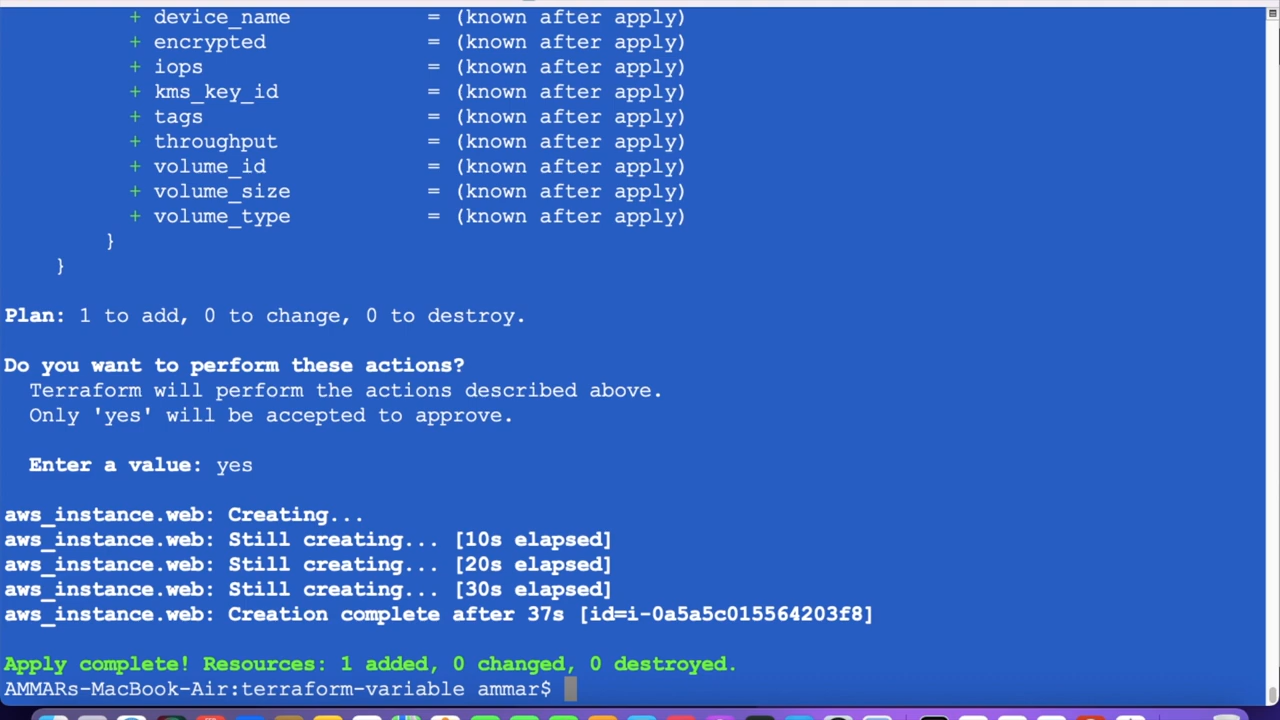 + device_name = (known after apply)
+ encrypted = (known after apply)
+ iops = (known after apply)
+ kms_key_id = (known after apply)
+ tags = (known after apply)
+ throughput = (known after apply)
+ volume_id = (known after apply)
+ volume_size = (known after apply)
+ volume_type = (known after apply)
}
}
Plan: 1 to add, 0 to change, 0 to destroy.
Do you want to perform these actions?
Terraform will perform the actions described above.
Only 'yes' will be accepted to approve.
Enter a value: yes
aws_instance.web: Creating...
aws_instance.web: Still creating... [10s elapsed]
aws_instance.web: Still creating... [20s elapsed]
aws_instance.web: Still creating... [30s elapsed]
aws_instance.web: Creation complete after 37s [id=i-0a5a5c015564203f8]
Apply complete! Resources: 1 added, 0 changed, 0 destroyed.
AMMARs-MacBook-Air:terraform-variable ammar$